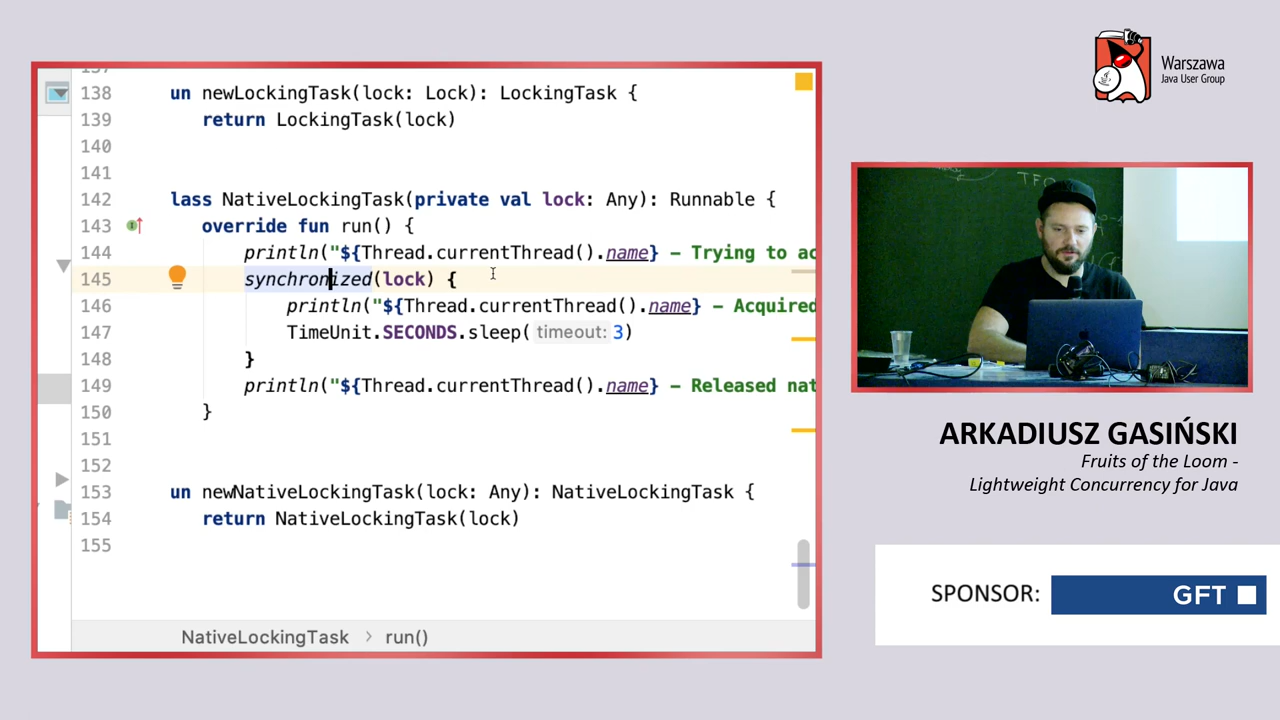 138 un newLockingTask(lock: Lock): LockingTask {
139 return LockingTask(lock)
140
141
142 class NativeLockingTask(private val lock: Any): Runnable {
143 override fun run() {
144 println("${Thread.currentThread().name} – Trying to ac
145 synchronized(lock) {
146 println("${Thread.currentThread().name} – Acquired
147 TimeUnit.SECONDS.sleep( timeout: 3)
148 }
149 println("${Thread.currentThread().name} – Released nat
150 }
151
152
153 un newNativeLockingTask(lock: Any): NativeLockingTask {
154 return NativeLockingTask(lock)
155
NativeLockingTask > run()
Warszawa
Java User Group
ARKADIUSZ GASIŃSKI
Fruits of the Loom -
Lightweight Concurrency for Java
SPONSOR: GFT